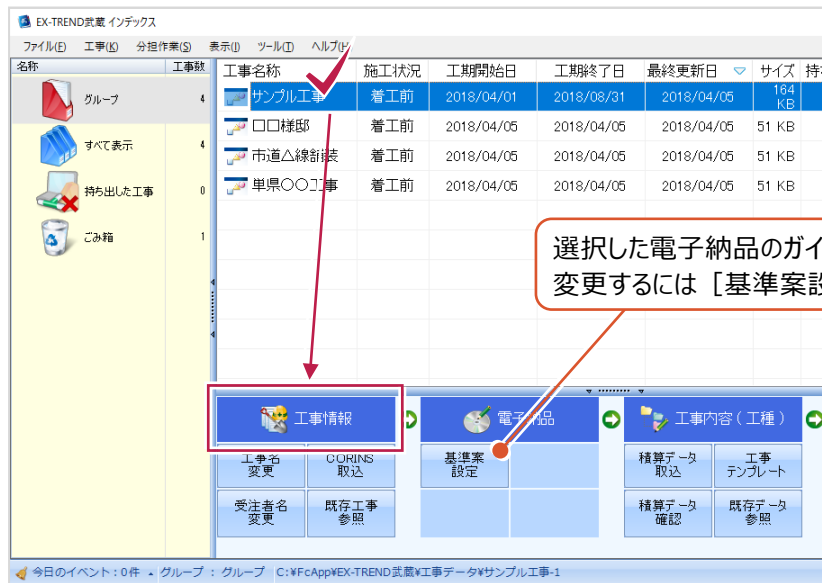 EX-TREND武蔵 インデックス
ファイル(F) 工事(K) 分担作業(S) 表示(I) ツール(T) ヘルプ(H)
名称 工事数
グループ 4
すべて表示 4
持ち出した工事 0
ごみ箱 1
工事名称 施工状況 工期開始日 工期終了日 最終更新日 サイズ 持
サンプル工事 着工前 2018/04/01 2018/08/31 2018/04/05 164 KB
□□様邸 着工前 2018/04/05 2018/04/05 2018/04/05 51 KB
市道△線舗装 着工前 2018/04/05 2018/04/05 2018/04/05 51 KB
単県○○工事 着工前 2018/04/05 2018/04/05 2018/04/05 51 KB
選択した電子納品のガイ
変更するには［基準案設
工事情報 電子納品 工事内容(工種)
工事名
変更
CORINS
取込
基準案
設定
積算データ
取込
工事
テンプレート
受注者名
変更
既存工事
参照
積算データ
確認
既存データ
参照
今日のイベント:0件 グループ : グループ C:¥FcApp¥EX-TREND武蔵¥工事データ¥サンプル工事-1